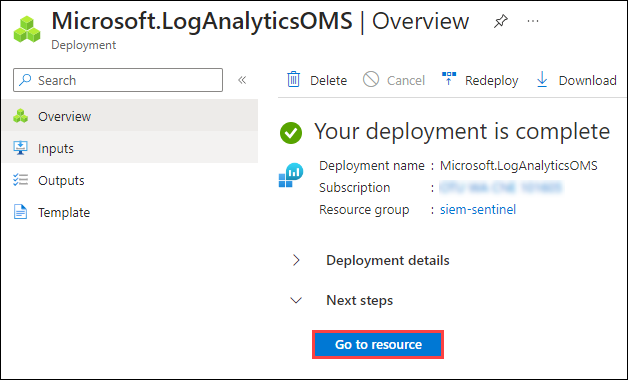 Microsoft.LogAnalyticsOMS | Overview
Deployment
Search
Delete
Cancel
Redeploy
Download
Overview
Inputs
Outputs
Template
Your deployment is complete
Deployment name : Microsoft.LogAnalyticsOMS
Subscription :
Resource group : siem-sentinel
Deployment details
Next steps
Go to resource